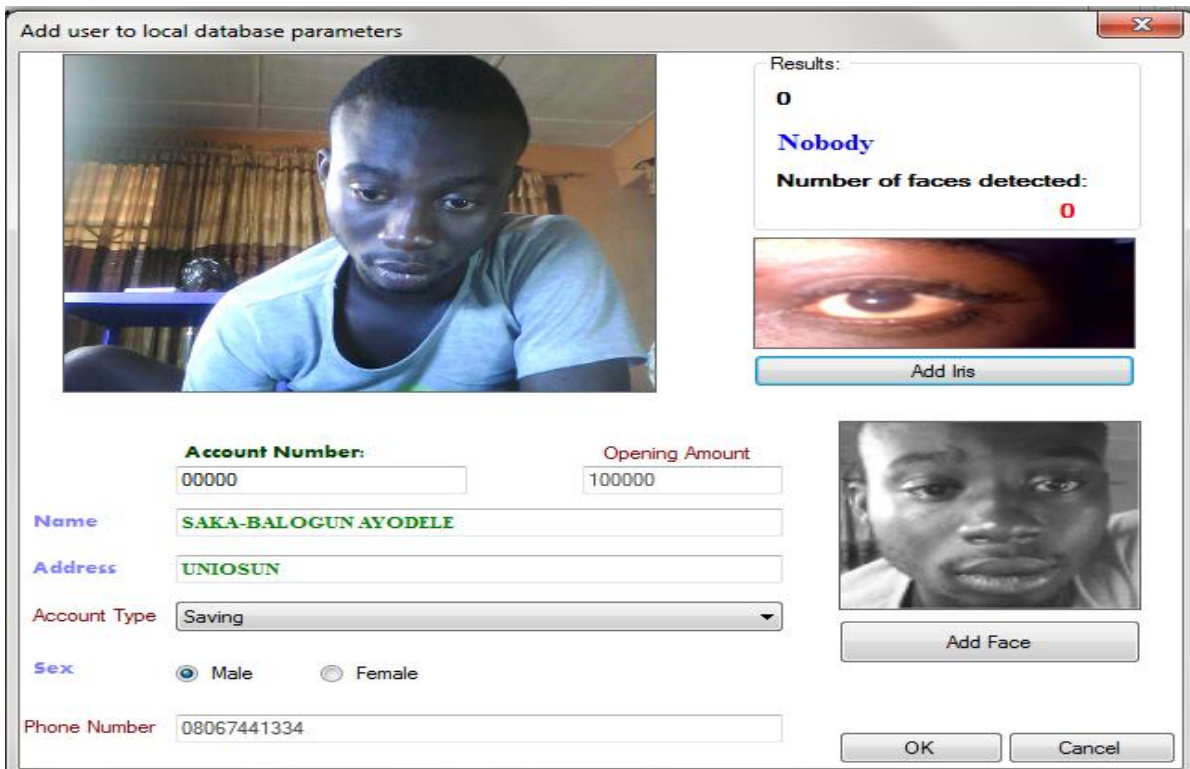 Add user to local database parameters
Results:
0
Nobody
Number of faces detected:
0
Add Iris
Account Number:
Opening Amount
00000
100000
Name
SAKA-BALOGUN AYODELE
Address
UNIOSUN
Account Type
Saving
Add Face
Sex
Male
Female
Phone Number
08067441334
OK
Cancel